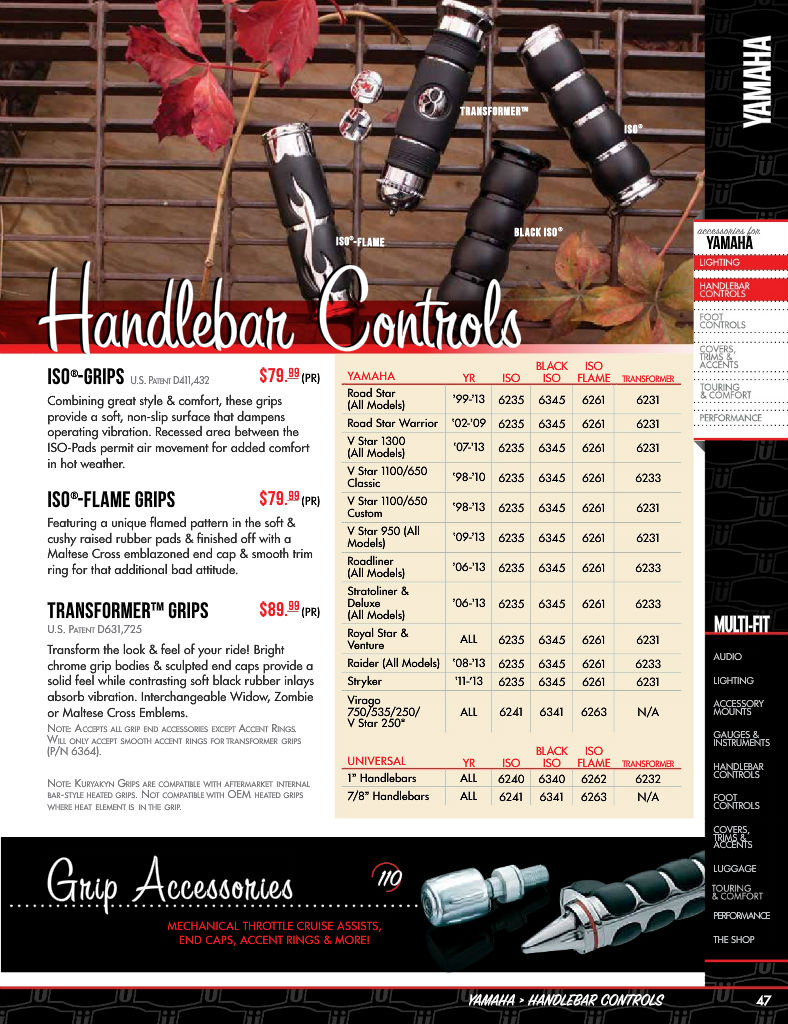 YAMAHA
TRANSFORMER™
ISO®
BLACK ISO®
ISO®-FLAME
Handlebar Controls
ISO®-GRIPS U.S. PATENT D411,432 $79.99 (PR)
Combining great style & comfort, these grips
provide a soft, non-slip surface that dampens
operating vibration. Recessed area between the
ISO-Pads permit air movement for added comfort
in hot weather.
ISO®-FLAME GRIPS $79.99 (PR)
Featuring a unique flamed pattern in the soft &
cushy raised rubber pads & finished off with a
Maltese Cross emblazoned end cap & smooth trim
ring for that additional bad attitude.
TRANSFORMER™ GRIPS $89.99 (PR)
U.S. PATENT D631,725
Transform the look & feel of your ride! Bright
chrome grip bodies & sculpted end caps provide a
solid feel while contrasting soft black rubber inlays
absorb vibration. Interchangeable Widow, Zombie
or Maltese Cross Emblems.
NOTE: ACCEPTS ALL GRIP END ACCESSORIES EXCEPT ACCENT RINGS.
WILL ONLY ACCEPT SMOOTH ACCENT RINGS FOR TRANSFORMER GRIPS
(P/N 6364).
NOTE: KURYAKYN GRIPS ARE COMPATIBLE WITH AFTERMARKET INTERNAL
BAR-STYLE HEATED GRIPS. NOT COMPATIBLE WITH OEM HEATED GRIPS
WHERE HEAT ELEMENT IS IN THE GRIP.
YAMAHA YR ISO BLACK ISO ISO FLAME TRANSFORMER
Road Star (All Models) '99-'13 6235 6345 6261 6231
Road Star Warrior '02-'09 6235 6345 6261 6231
V Star 1300 (All Models) '07-'13 6235 6345 6261 6231
V Star 1100/650 Classic '98-'10 6235 6345 6261 6233
V Star 1100/650 Custom '98-'13 6235 6345 6261 6231
V Star 950 (All Models) '09-'13 6235 6345 6261 6231
Roadliner (All Models) '06-'13 6235 6345 6261 6233
Stratoliner & Deluxe (All Models) '06-'13 6235 6345 6261 6233
Royal Star & Venture ALL 6235 6345 6261 6231
Raider (All Models) '08-'13 6235 6345 6261 6233
Stryker '11-'13 6235 6345 6261 6231
Virago 750/535/250/ V Star 250* ALL 6241 6341 6263 N/A
UNIVERSAL YR ISO BLACK ISO ISO FLAME TRANSFORMER
1" Handlebars ALL 6240 6340 6262 6232
7/8" Handlebars ALL 6241 6341 6263 N/A
Grip Accessories 110
MECHANICAL THROTTLE CRUISE ASSISTS,
END CAPS, ACCENT RINGS & MORE!
accessories for
YAMAHA
LIGHTING
HANDLEBAR
CONTROLS
FOOT
CONTROLS
COVERS,
TRIMS &
ACCENTS
TOURING
& COMFORT
PERFORMANCE
MULTI-FIT
AUDIO
LIGHTING
ACCESSORY
MOUNTS
GAUGES &
INSTRUMENTS
HANDLEBAR
CONTROLS
FOOT
CONTROLS
COVERS,
TRIMS &
ACCENTS
LUGGAGE
TOURING
& COMFORT
PERFORMANCE
THE SHOP
YAMAHA > HANDLEBAR CONTROLS 47